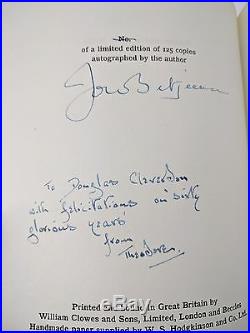 No.
of a limited edition of 125 copies
autographed by the author
John Betjeman
To Douglas Cleverdon
with felicitations on sixty
glorious years
from
Theodore.
Printed in Great Britain by
William Clowes and Sons, Limited, London and Beccles
Handmade paper supplied by W. S. Hodgkinson and Co. Ltd.